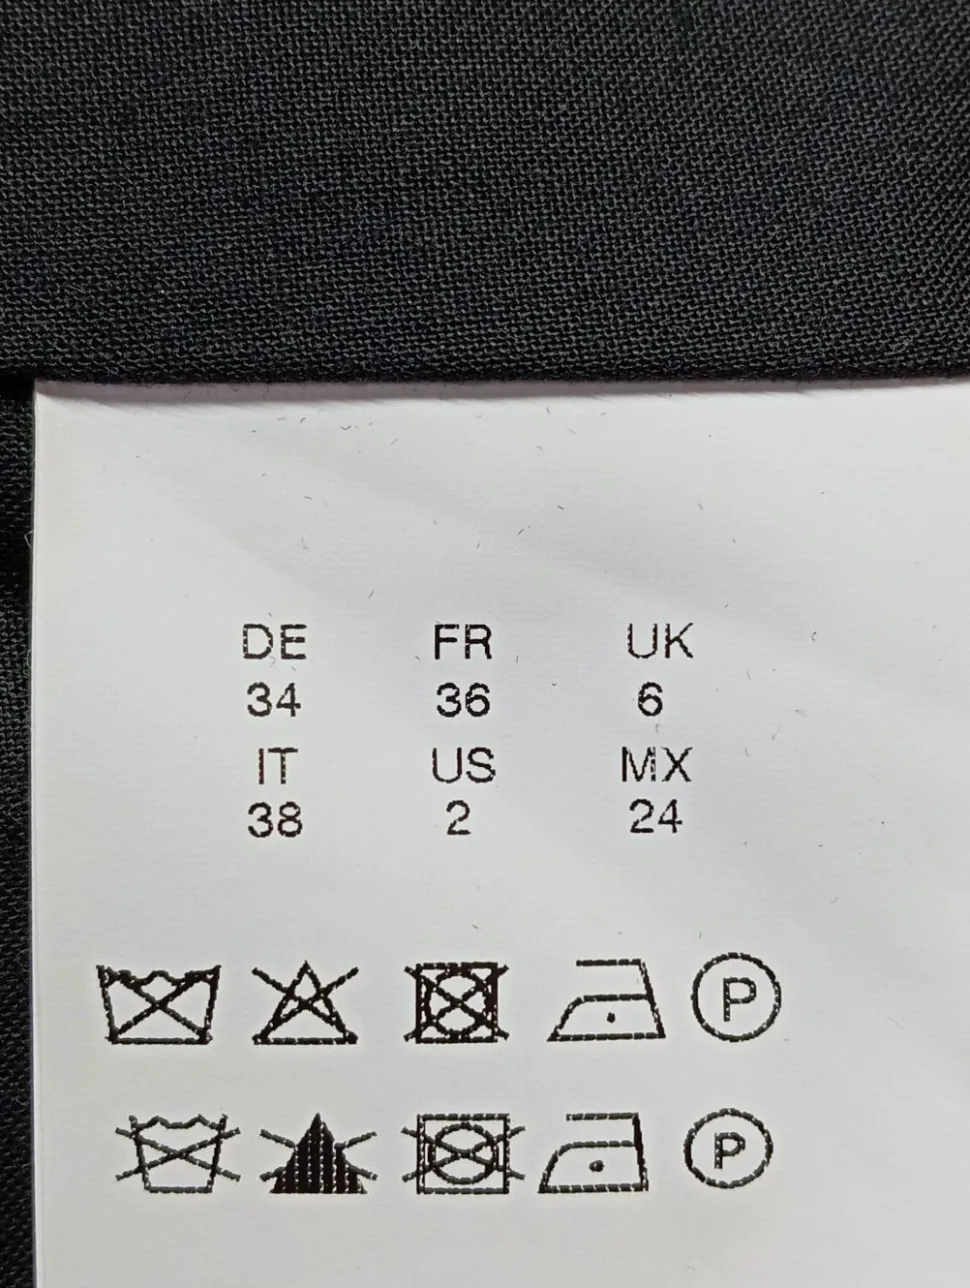 DE FR UK
34 36 6
IT US MX
38 2 24
P
P